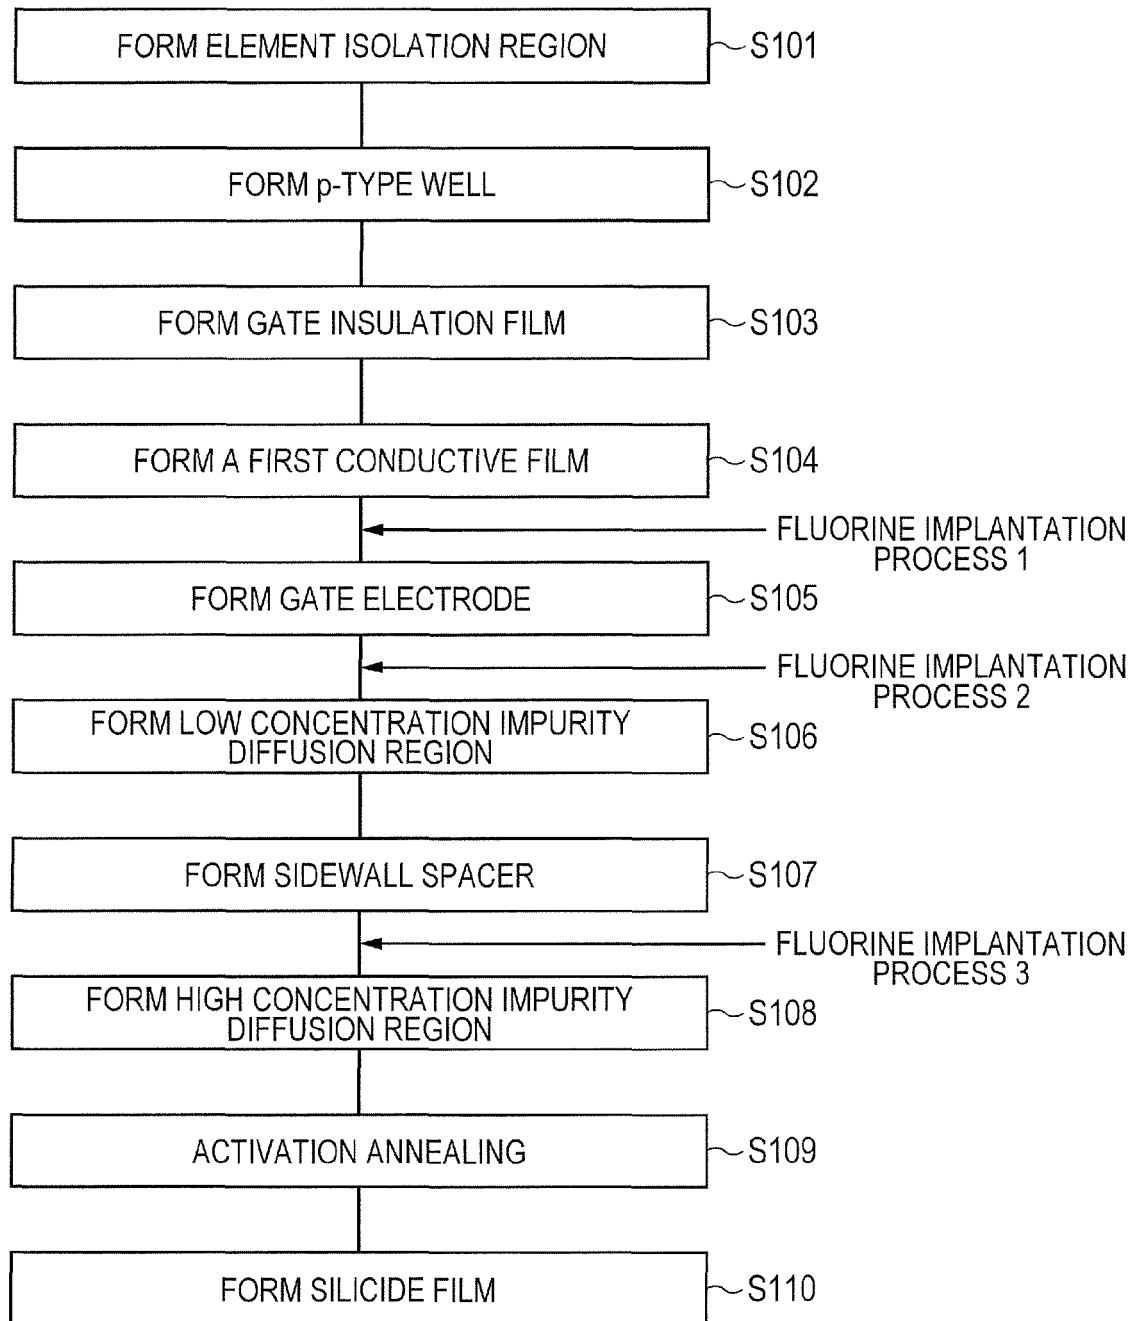 FORM ELEMENT ISOLATION REGION
S101
FORM p-TYPE WELL
S102
FORM GATE INSULATION FILM
S103
FORM A FIRST CONDUCTIVE FILM
S104
FLUORINE IMPLANTATION
PROCESS 1
FORM GATE ELECTRODE
S105
FLUORINE IMPLANTATION
PROCESS 2
FORM LOW CONCENTRATION IMPURITY
DIFFUSION REGION
S106
FORM SIDEWALL SPACER
S107
FLUORINE IMPLANTATION
PROCESS 3
FORM HIGH CONCENTRATION IMPURITY
DIFFUSION REGION
S108
ACTIVATION ANNEALING
S109
FORM SILICIDE FILM
S110